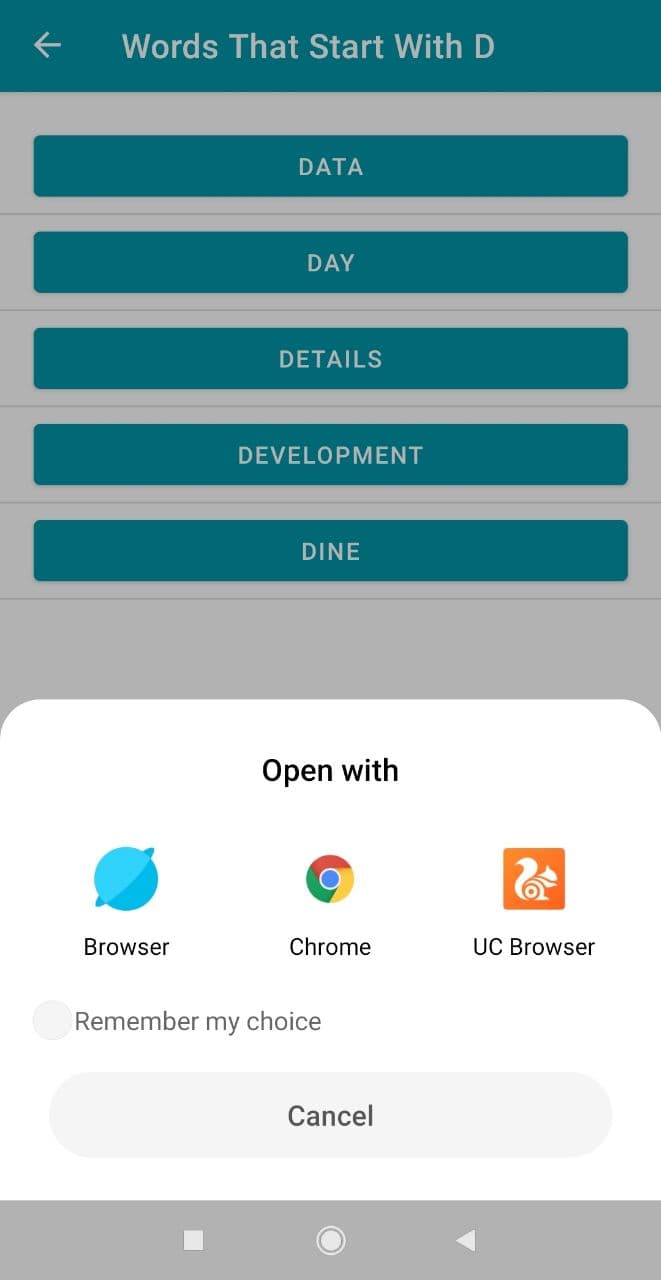 Words That Start With D
DATA
DAY
DETAILS
DEVELOPMENT
DINE
Open with
Browser
Chrome
UC Browser
Remember my choice
Cancel